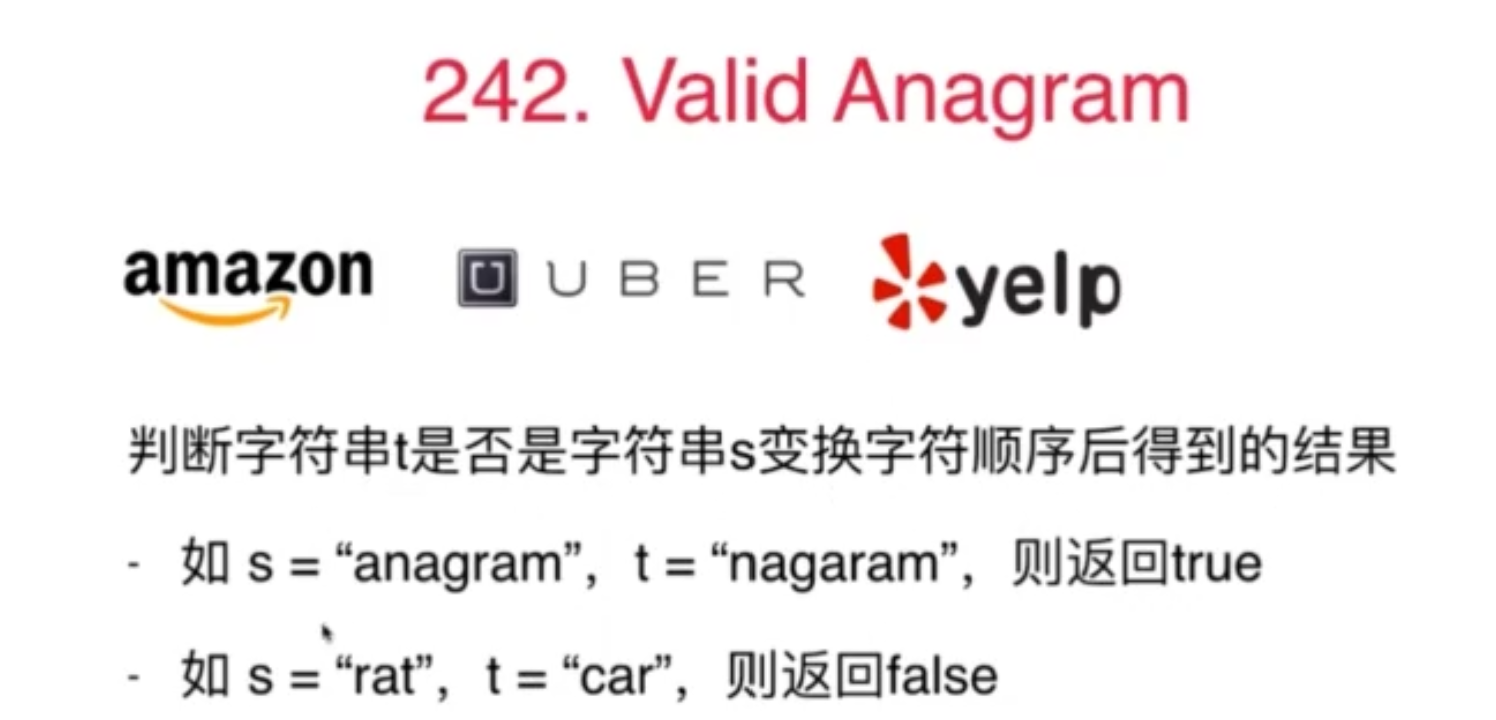 242. Valid Anagram
amazon UBER yelp
判断字符串t是否是字符串s变换字符顺序后得到的结果
- 如 s = “anagram”，t = “nagaram”，则返回true
- 如 s = “rat”，t = “car”，则返回false